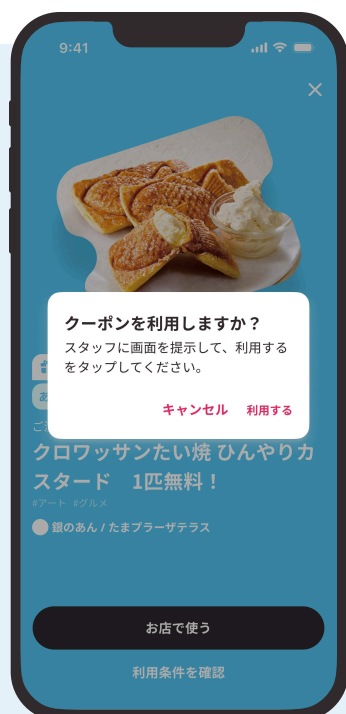 9:41
クーポンを利用しますか？
スタッフに画面を提示して、利用する
をタップしてください。
キャンセル 利用する
クロワッサンたい焼 ひんやりカ
スタード 1匹無料！
#アート #グルメ
銀のあん / たまプラーザテラス
お店で使う
利用条件を確認